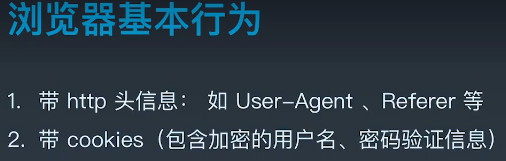 浏览器基本行为
1. 带 http 头信息： 如 User-Agent 、Referer 等
2. 带 cookies（包含加密的用户名、密码验证信息）